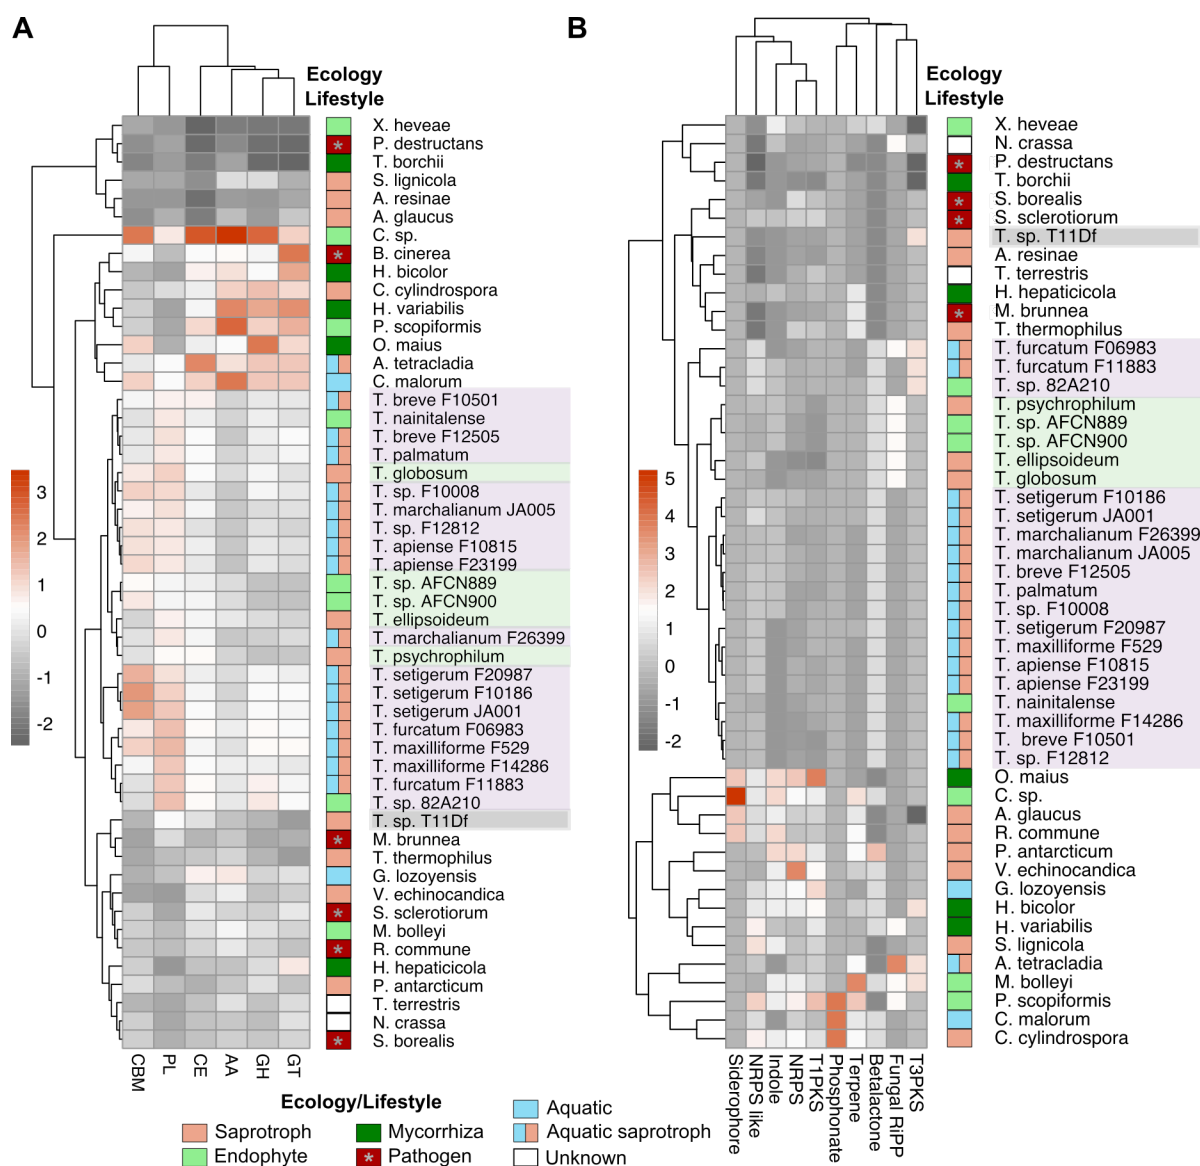 A
B
Ecology
Lifestyle
X. heveae
P. destructans
T. borchii
S. lignicola
A. resinae
A. glaucus
C. sp.
B. cinerea
H. bicolor
C. cylindrospora
H. variabilis
P. scopiformis
O. maius
A. tetracladia
C. malorum
T. breve F10501
T. nainitalense
T. breve F12505
T. palmatum
T. globosum
T. sp. F10008
T. marchalianum JA005
T. sp. F12812
T. apiense F10815
T. apiense F23199
T. sp. AFCN889
T. sp. AFCN900
T. ellipsoideum
T. marchalianum F26399
T. psychrophilum
T. setigerum F20987
T. setigerum F10186
T. setigerum JA001
T. furcatum F06983
T. maxilliforme F529
T. maxilliforme F14286
T. furcatum F11883
T. sp. 82A210
T. sp. T11Df
M. brunnea
T. thermophilus
G. lozoyensis
V. echinocandica
S. sclerotiorum
M. bolleyi
R. commune
H. hepaticicola
P. antarcticum
T. terrestris
N. crassa
S. borealis
3
2
1
0
-1
-2
CBM
PL
CE
AA
GH
GT
Ecology
Lifestyle
X. heveae
N. crassa
P. destructans
T. borchii
S. borealis
S. sclerotiorum
T. sp. T11Df
A. resinae
T. terrestris
H. hepaticicola
M. brunnea
T. thermophilus
T. furcatum F06983
T. furcatum F11883
T. sp. 82A210
T. psychrophilum
T. sp. AFCN889
T. sp. AFCN900
T. ellipsoideum
T. globosum
T. setigerum F10186
T. setigerum JA001
T. marchalianum F26399
T. marchalianum JA005
T. breve F12505
T. palmatum
T. sp. F10008
T. setigerum F20987
T. maxilliforme F529
T. apiense F10815
T. apiense F23199
T. nainitalense
T. maxilliforme F14286
T. breve F10501
T. sp. F12812
O. maius
C. sp.
A. glaucus
R. commune
P. antarcticum
V. echinocandica
G. lozoyensis
H. bicolor
H. variabilis
S. lignicola
A. tetracladia
M. bolleyi
P. scopiformis
C. malorum
C. cylindrospora
5
4
3
2
1
0
-1
-2
Siderophore
NRPS like
Indole
NRPS
T1PKS
Phosphonate
Terpene
Betalactone
Fungal RiPP
T3PKS
Ecology/Lifestyle
Saprotroph
Endophyte
Mycorrhiza
* Pathogen
Aquatic
Aquatic saprotroph
Unknown